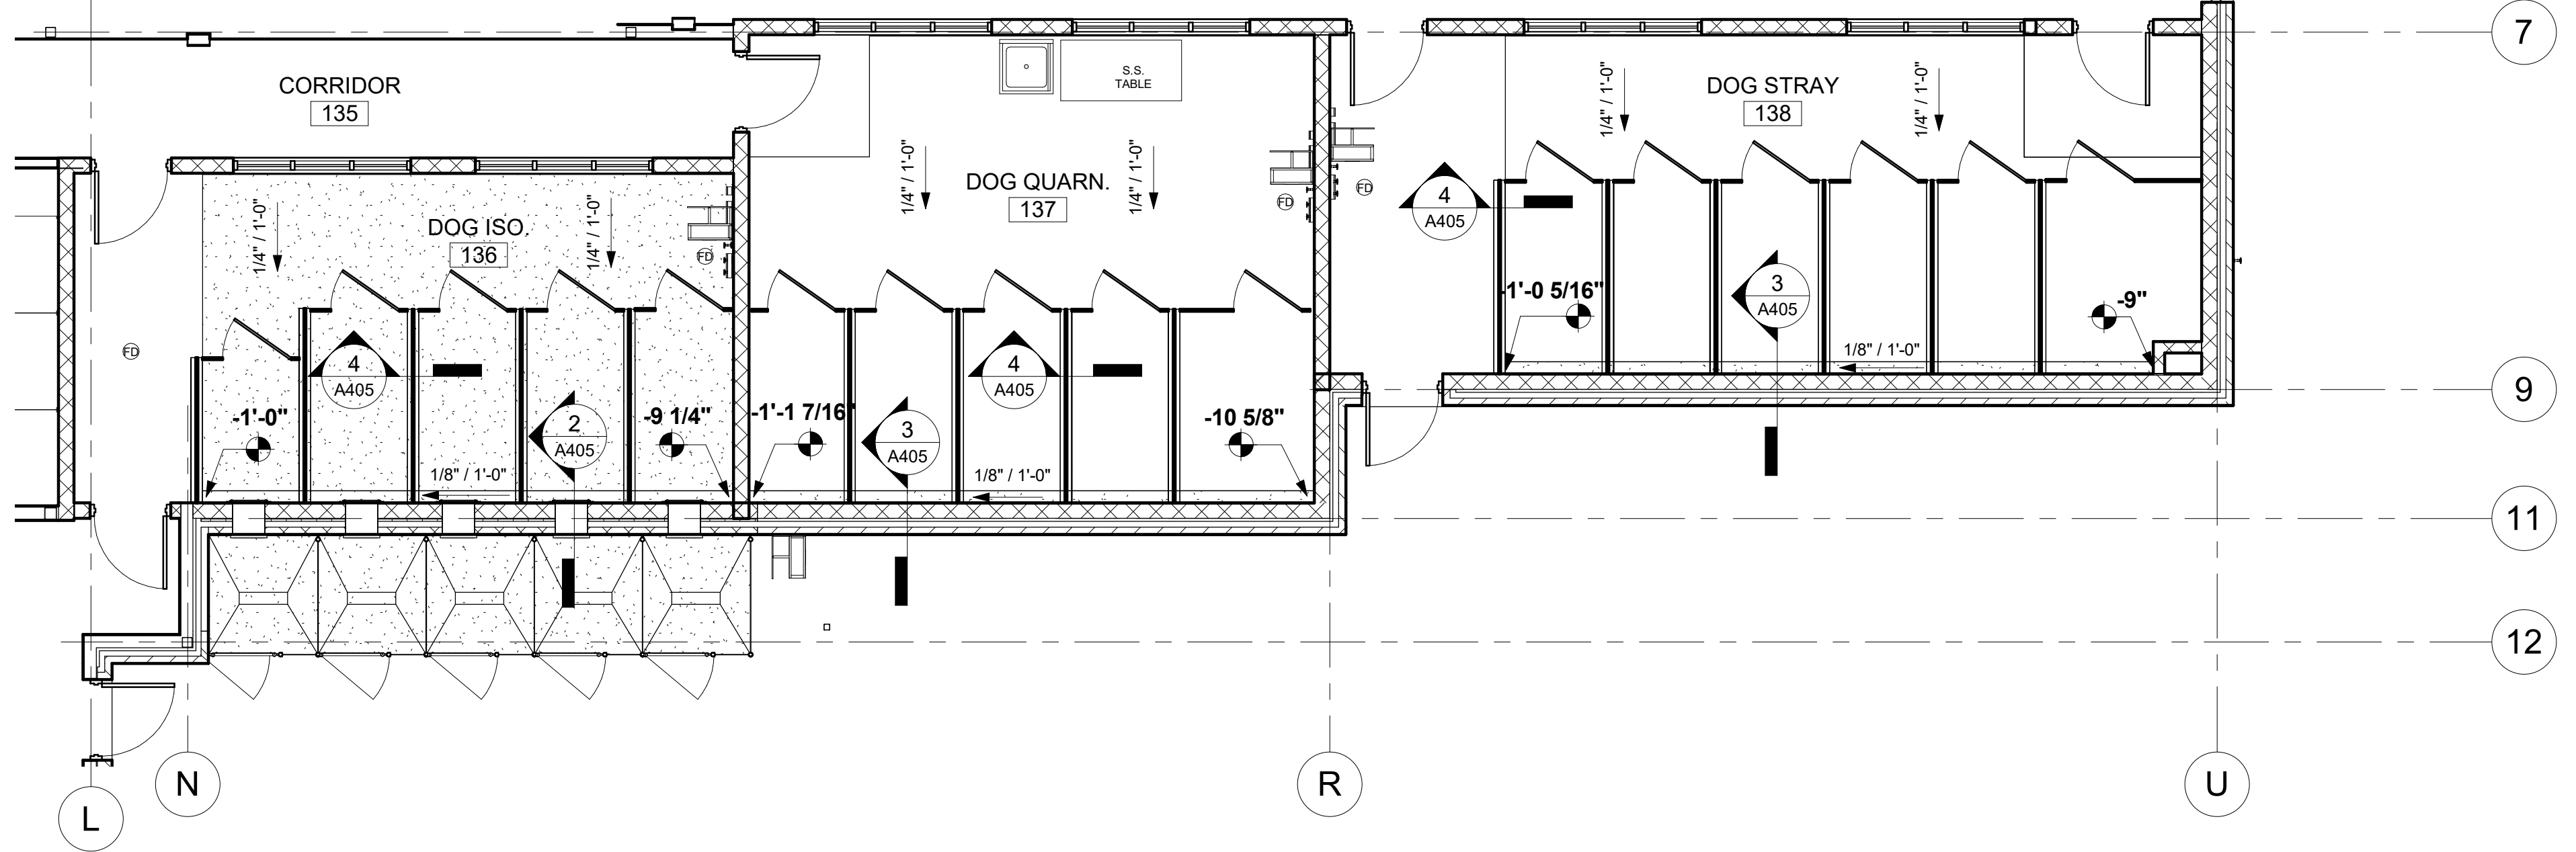 7
CORRIDOR
135
S.S.
TABLE
DOG STRAY
138
1/4" / 1'-0"
1/4" / 1'-0"
1/4" / 1'-0"
1/4" / 1'-0"
DOG QUARN.
137
FD
FD
4
A405
DOG ISO.
136
1/4" / 1'-0"
1/4" / 1'-0"
FD
-1'-0 5/16"
3
A405
-9"
FD
4
A405
4
A405
1/8" / 1'-0"
9
-1'-0"
2
A405
-9 1/4"
-1'-1 7/16"
3
A405
-10 5/8"
1/8" / 1'-0"
1/8" / 1'-0"
11
12
N
R
U
L